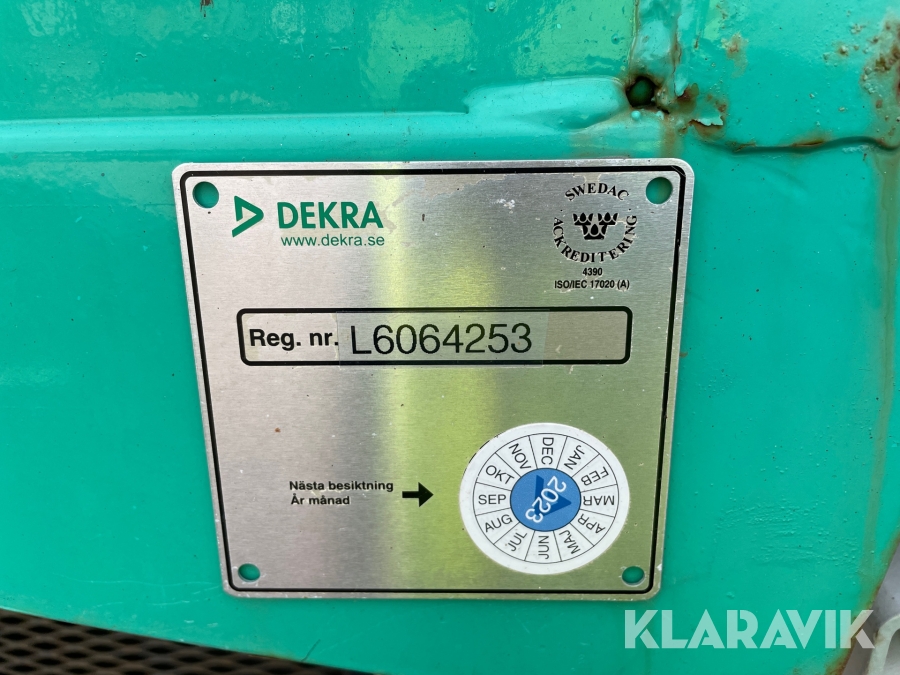 DEKRA
www.dekra.se
SWEDAC
ACKREDITERING
4390
ISO/IEC 17020 (A)
Reg. nr. L6064253
Nästa besiktning
År månad
JAN
FEB
MAR
APR
MAJ
JUN
JUL
AUG
SEP
OKT
NOV
DEC
2023
KLARAVIK